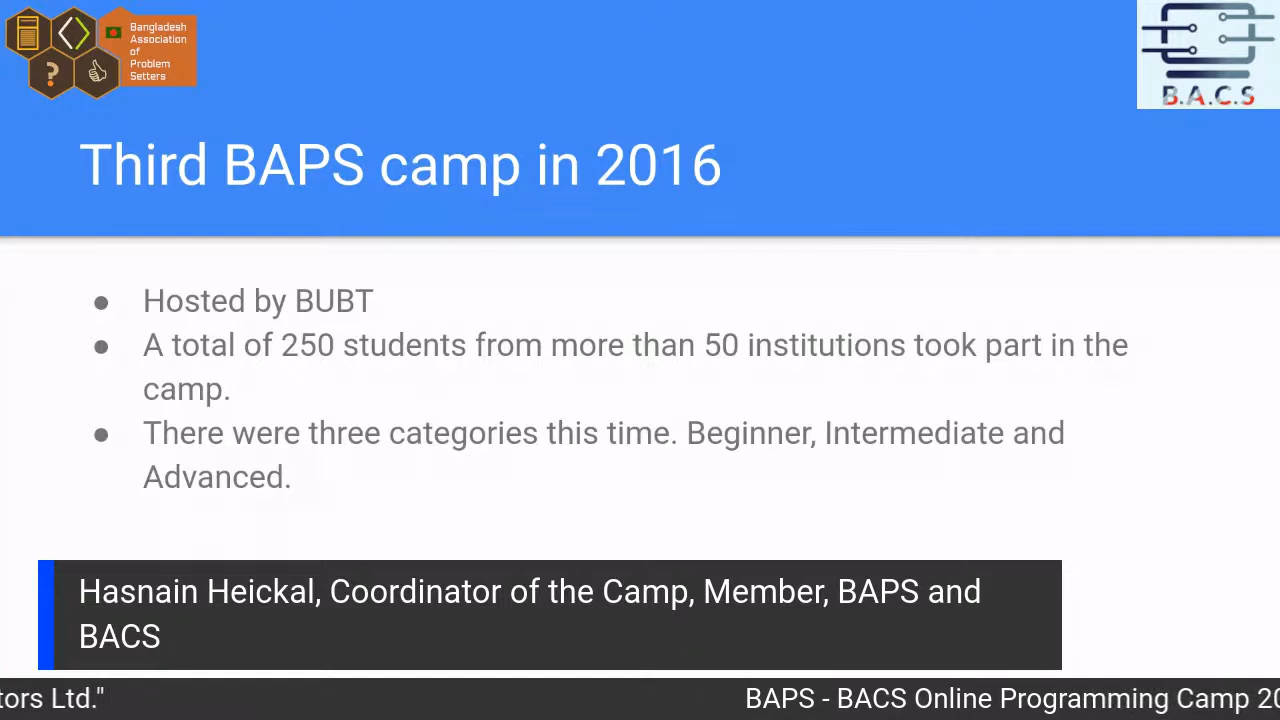 Bangladesh
Association
of
Problem
Setters
B.A.C.S
Third BAPS camp in 2016
● Hosted by BUBT
● A total of 250 students from more than 50 institutions took part in the
camp.
● There were three categories this time. Beginner, Intermediate and
Advanced.
Hasnain Heickal, Coordinator of the Camp, Member, BAPS and
BACS
tors Ltd." BAPS - BACS Online Programming Camp 20